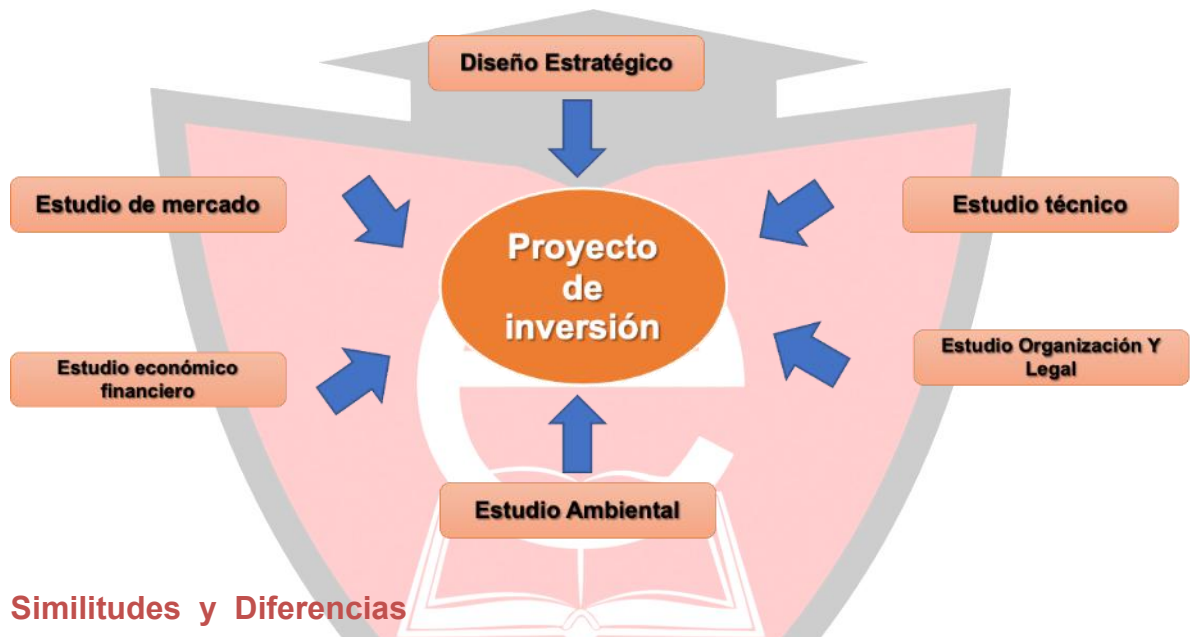 Diseño Estratégico
Estudio de mercado
Estudio técnico
Proyecto
de
inversión
Estudio económico
financiero
Estudio Organización Y
Legal
Estudio Ambiental
Similitudes y Diferencias